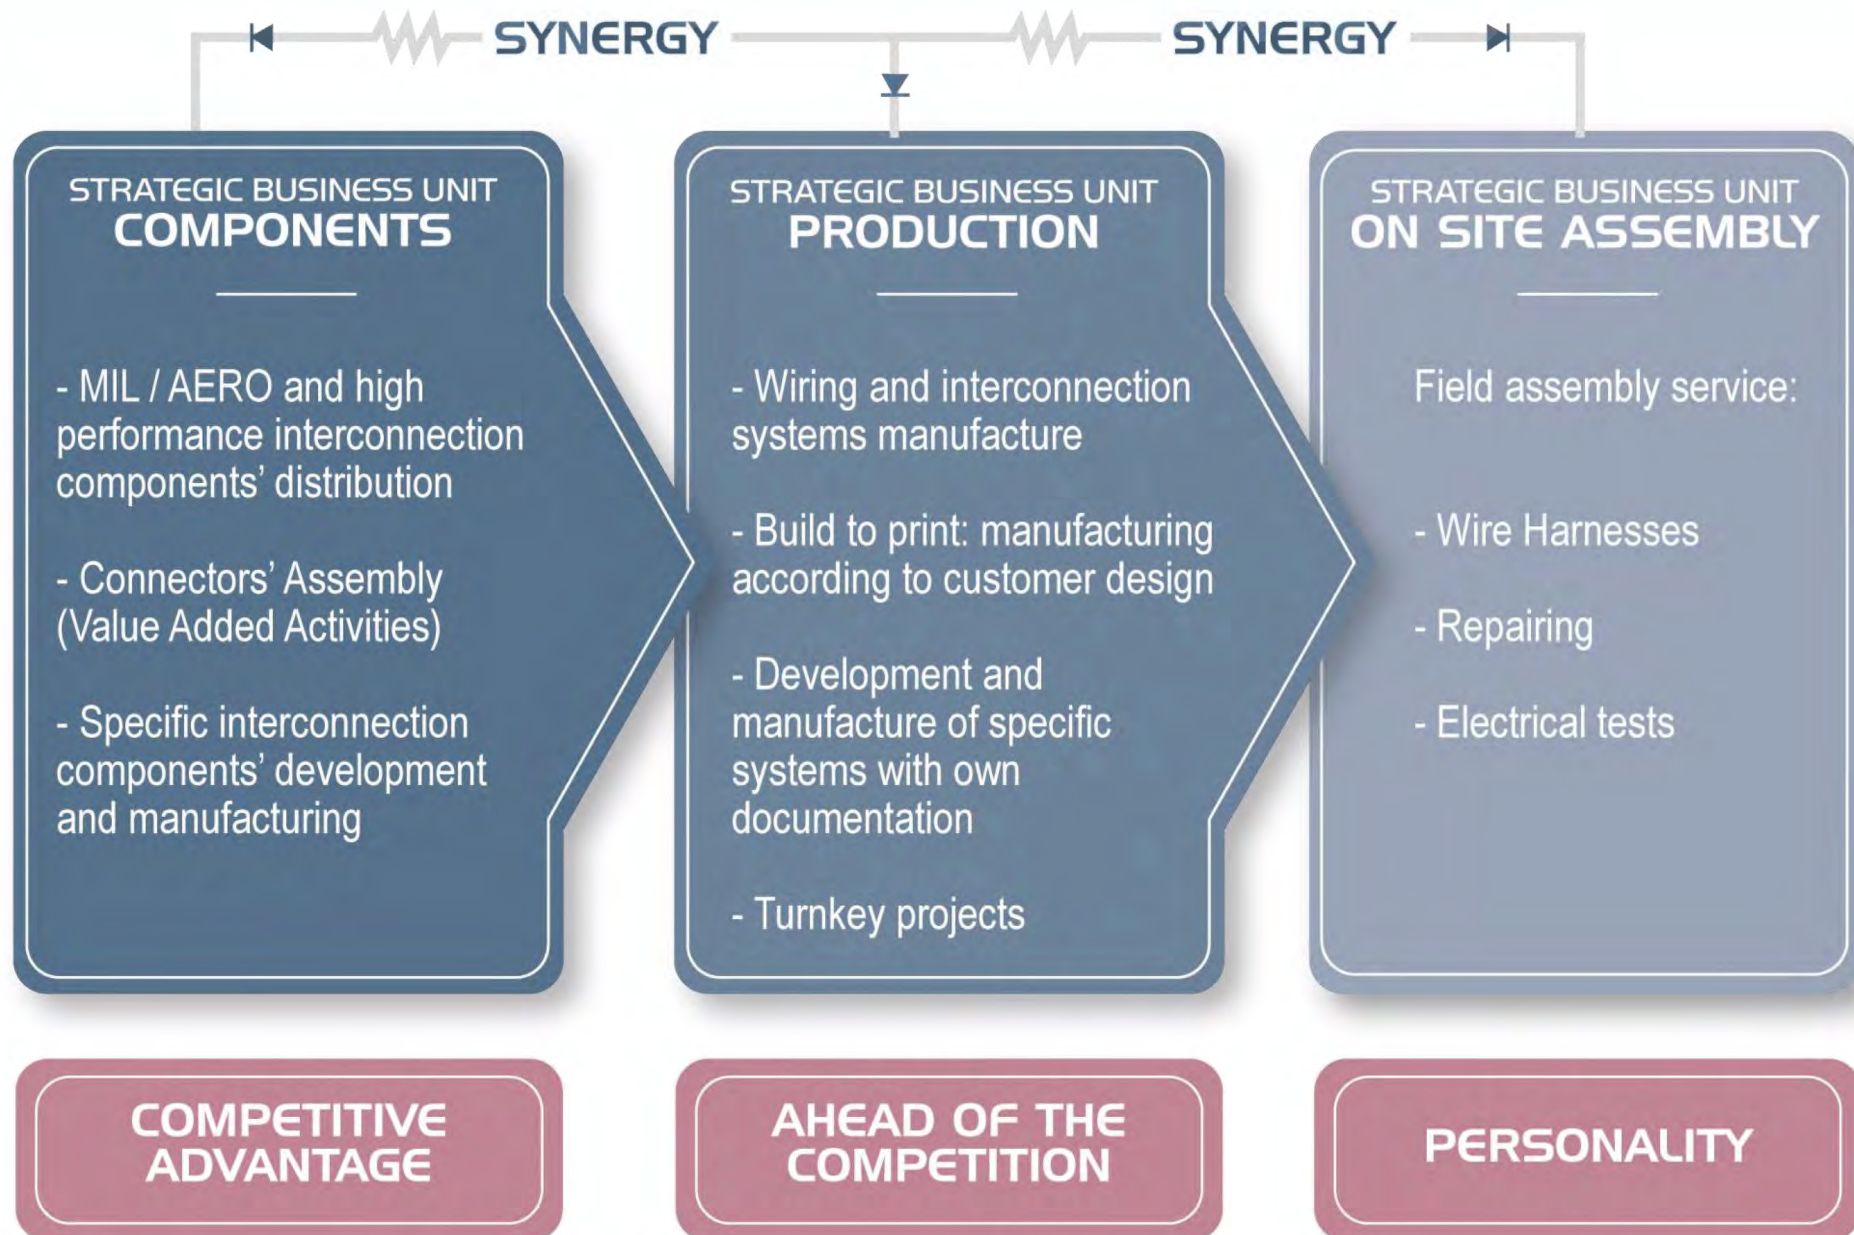 SYNERGY
SYNERGY
STRATEGIC BUSINESS UNIT
COMPONENTS
- MIL / AERO and high
performance interconnection
components’ distribution
- Connectors’ Assembly
(Value Added Activities)
- Specific interconnection
components’ development
and manufacturing
STRATEGIC BUSINESS UNIT
PRODUCTION
- Wiring and interconnection
systems manufacture
- Build to print: manufacturing
according to customer design
- Development and
manufacture of specific
systems with own
documentation
- Turnkey projects
STRATEGIC BUSINESS UNIT
ON SITE ASSEMBLY
Field assembly service:
- Wire Harnesses
- Repairing
- Electrical tests
COMPETITIVE
ADVANTAGE
AHEAD OF THE
COMPETITION
PERSONALITY